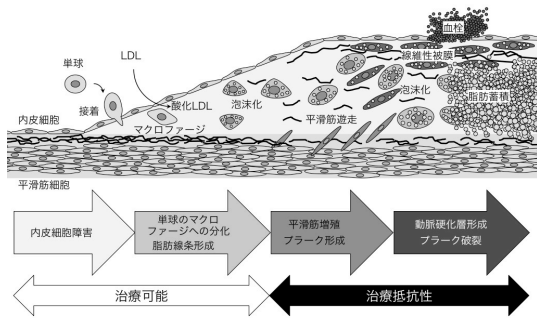 血栓
LDL
単球
線維性被膜
接着
酸化LDL
泡沫化
泡沫化
脂肪蓄積
内皮細胞
マクロファージ
平滑筋遊走
平滑筋細胞
内皮細胞障害
単球のマクロ
ファージへの分化
脂肪線条形成
平滑筋増殖
プラーク形成
動脈硬化層形成
プラーク破裂
治療可能
治療抵抗性